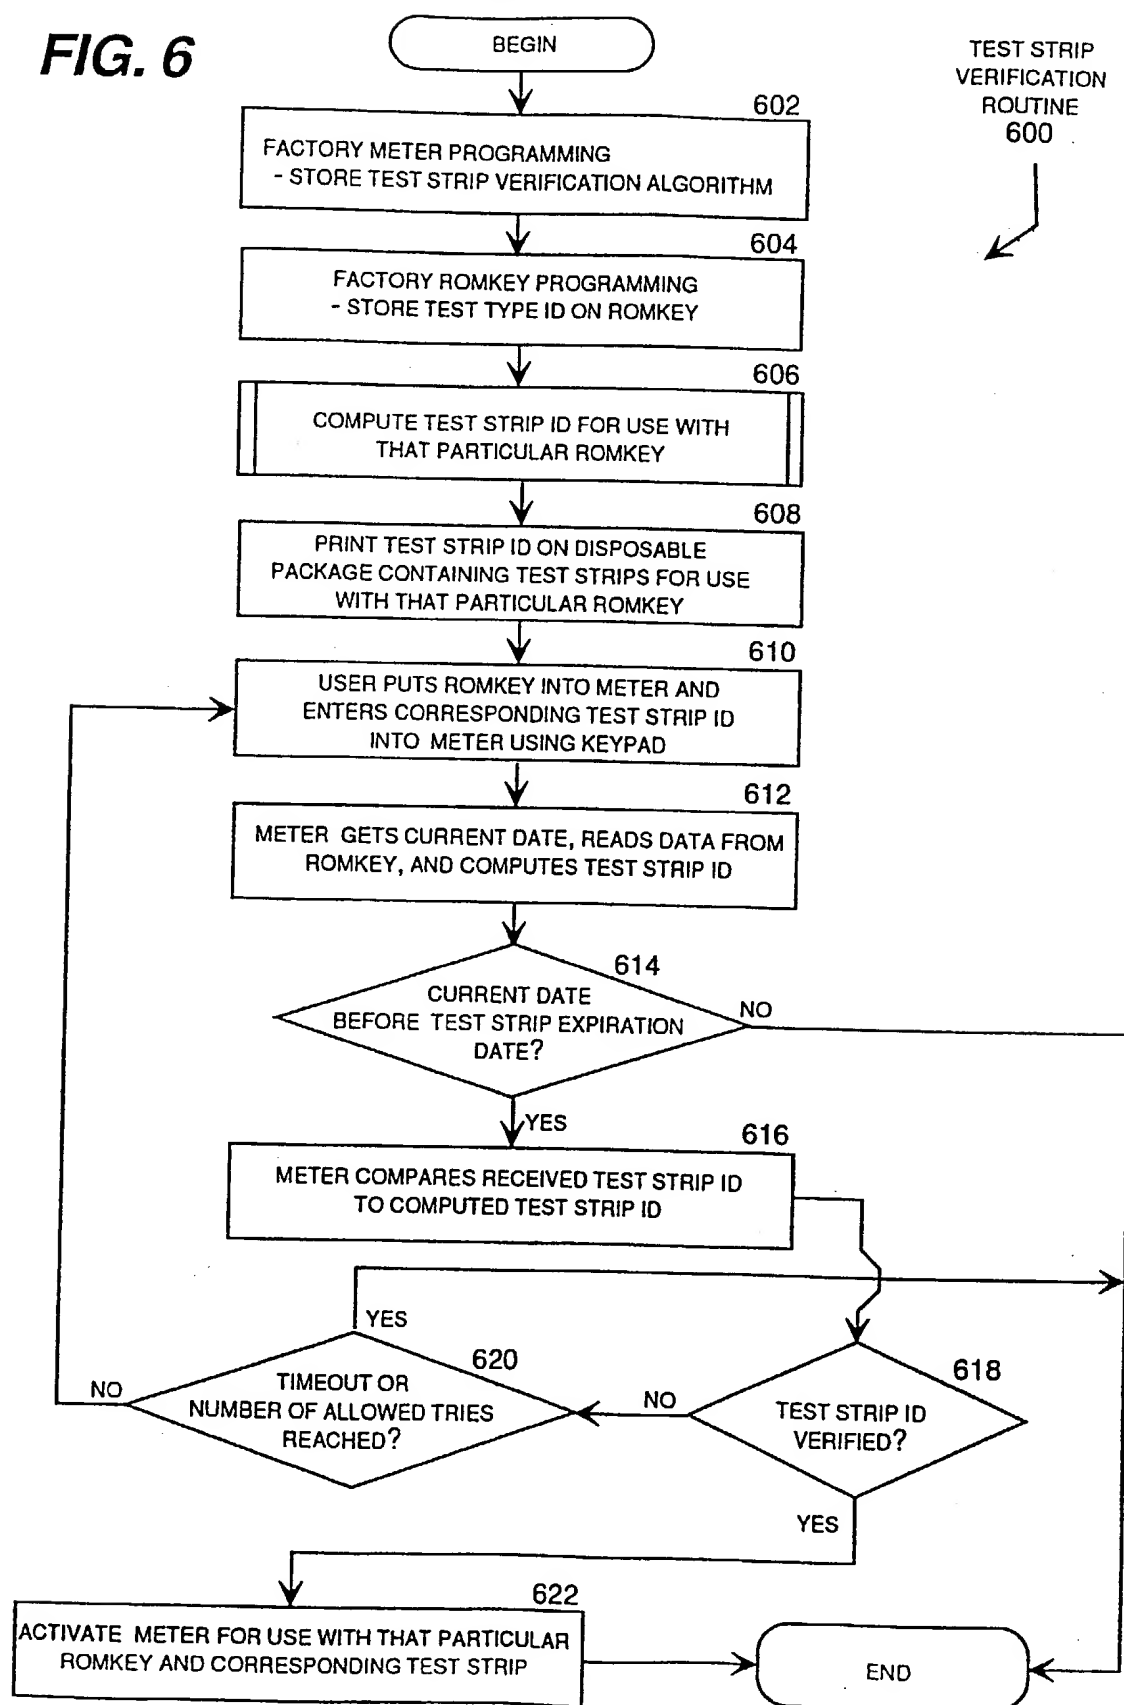 FIG. 6
BEGIN
TEST STRIP
VERIFICATION
ROUTINE
600
602
FACTORY METER PROGRAMMING
- STORE TEST STRIP VERIFICATION ALGORITHM
604
FACTORY ROMKEY PROGRAMMING
- STORE TEST TYPE ID ON ROMKEY
606
COMPUTE TEST STRIP ID FOR USE WITH
THAT PARTICULAR ROMKEY
608
PRINT TEST STRIP ID ON DISPOSABLE
PACKAGE CONTAINING TEST STRIPS FOR USE
WITH THAT PARTICULAR ROMKEY
610
USER PUTS ROMKEY INTO METER AND
ENTERS CORRESPONDING TEST STRIP ID
INTO METER USING KEYPAD
612
METER GETS CURRENT DATE, READS DATA FROM
ROMKEY, AND COMPUTES TEST STRIP ID
614
CURRENT DATE
BEFORE TEST STRIP EXPIRATION
DATE?
NO
YES
616
METER COMPARES RECEIVED TEST STRIP ID
TO COMPUTED TEST STRIP ID
YES
620
TIMEOUT OR
NUMBER OF ALLOWED TRIES
REACHED?
NO
NO
618
TEST STRIP ID
VERIFIED?
YES
622
ACTIVATE METER FOR USE WITH THAT PARTICULAR
ROMKEY AND CORRESPONDING TEST STRIP
END